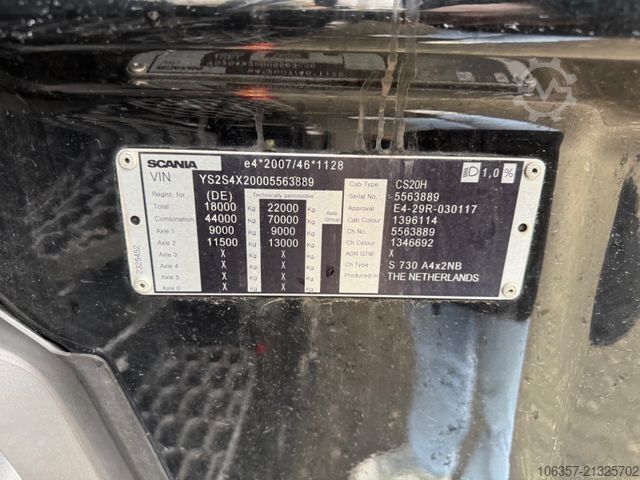 SCANIA e4*2007/46*1128
VIN YS2S4X20005563889
1,0 %
Regist. for (DE) Technically permissible
Total 18000 Kg 22000 Kg
Combination 44000 Kg 70000 Kg
Axle 1 9000 Kg 9000 Kg
Axle 2 11500 Kg 13000 Kg
Axle 3 X Kg X Kg
Axle 4 X Kg X Kg
Axle 5 X Kg X Kg
Axle 6 X Kg X Kg
Axle Group
Cab Type CS20H
Serial No. 5563889
Approval E4-29R-030117
Cab Colour 1396114
Ch No 5563889
Ch Colour 1346692
ADR GTW X
Ch Type S 730 A4x2NB
Produced in THE NETHERLANDS
2325452
106357-21325702